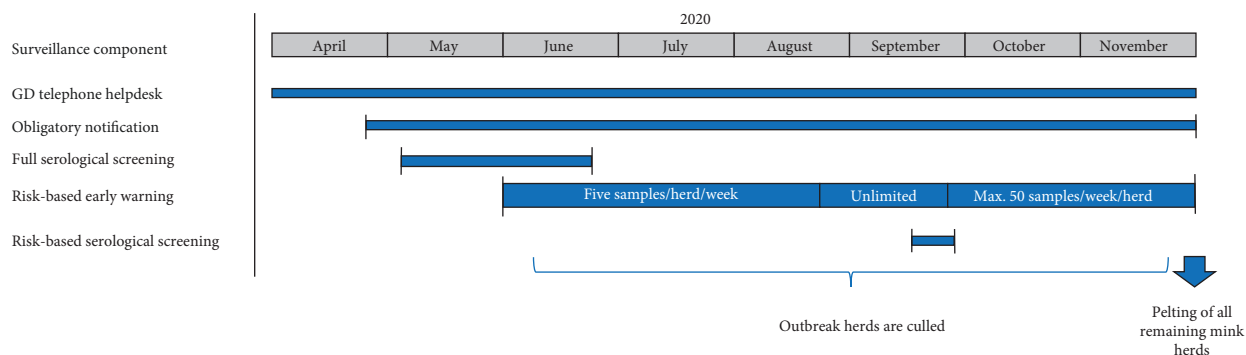 2020
Surveillance component
April May June July August September October November
GD telephone helpdesk
Obligatory notification
Full serological screening
Risk-based early warning
Five samples/herd/week Unlimited Max. 50 samples/week/herd
Risk-based serological screening
Outbreak herds are culled
Pelting of all
remaining mink
herds